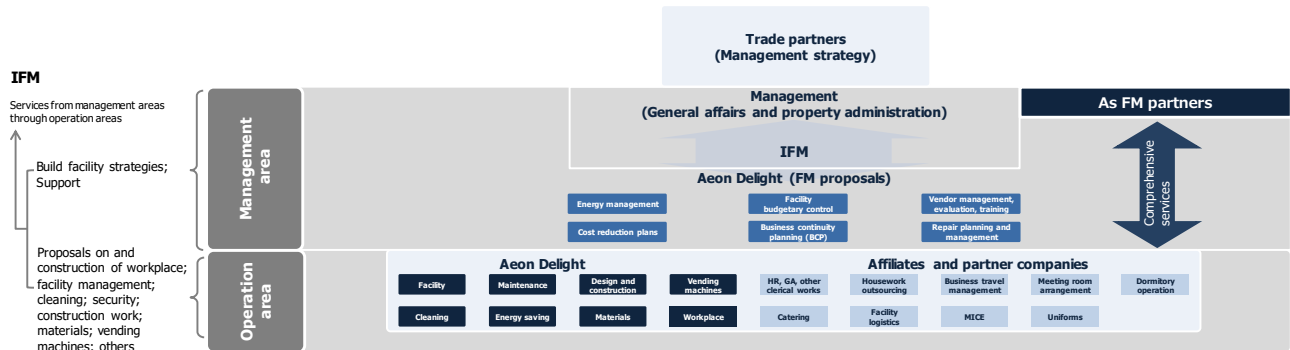 Trade partners
(Management strategy)
IFM
Services from management areas
through operation areas
Build facility strategies;
Support
Proposals on and
construction of workplace;
facility management;
cleaning; security;
construction work;
materials; vending
machines; others
Management
area
Management
(General affairs and property administration)
IFM
Aeon Delight (FM proposals)
Energy management
Facility
budgetary control
Vendor management,
evaluation, training
Cost reduction plans
Business continuity
planning (BCP)
Repair planning and
management
As FM partners
Comprehensive
services
Operation
area
Aeon Delight
Affiliates and partner companies
Facility
Maintenance
Design and
construction
Vending
machines
HR, GA, other
clerical works
Housework
outsourcing
Business travel
management
Meeting room
arrangement
Dormitory
operation
Cleaning
Energy saving
Materials
Workplace
Catering
Facility
logistics
MICE
Uniforms